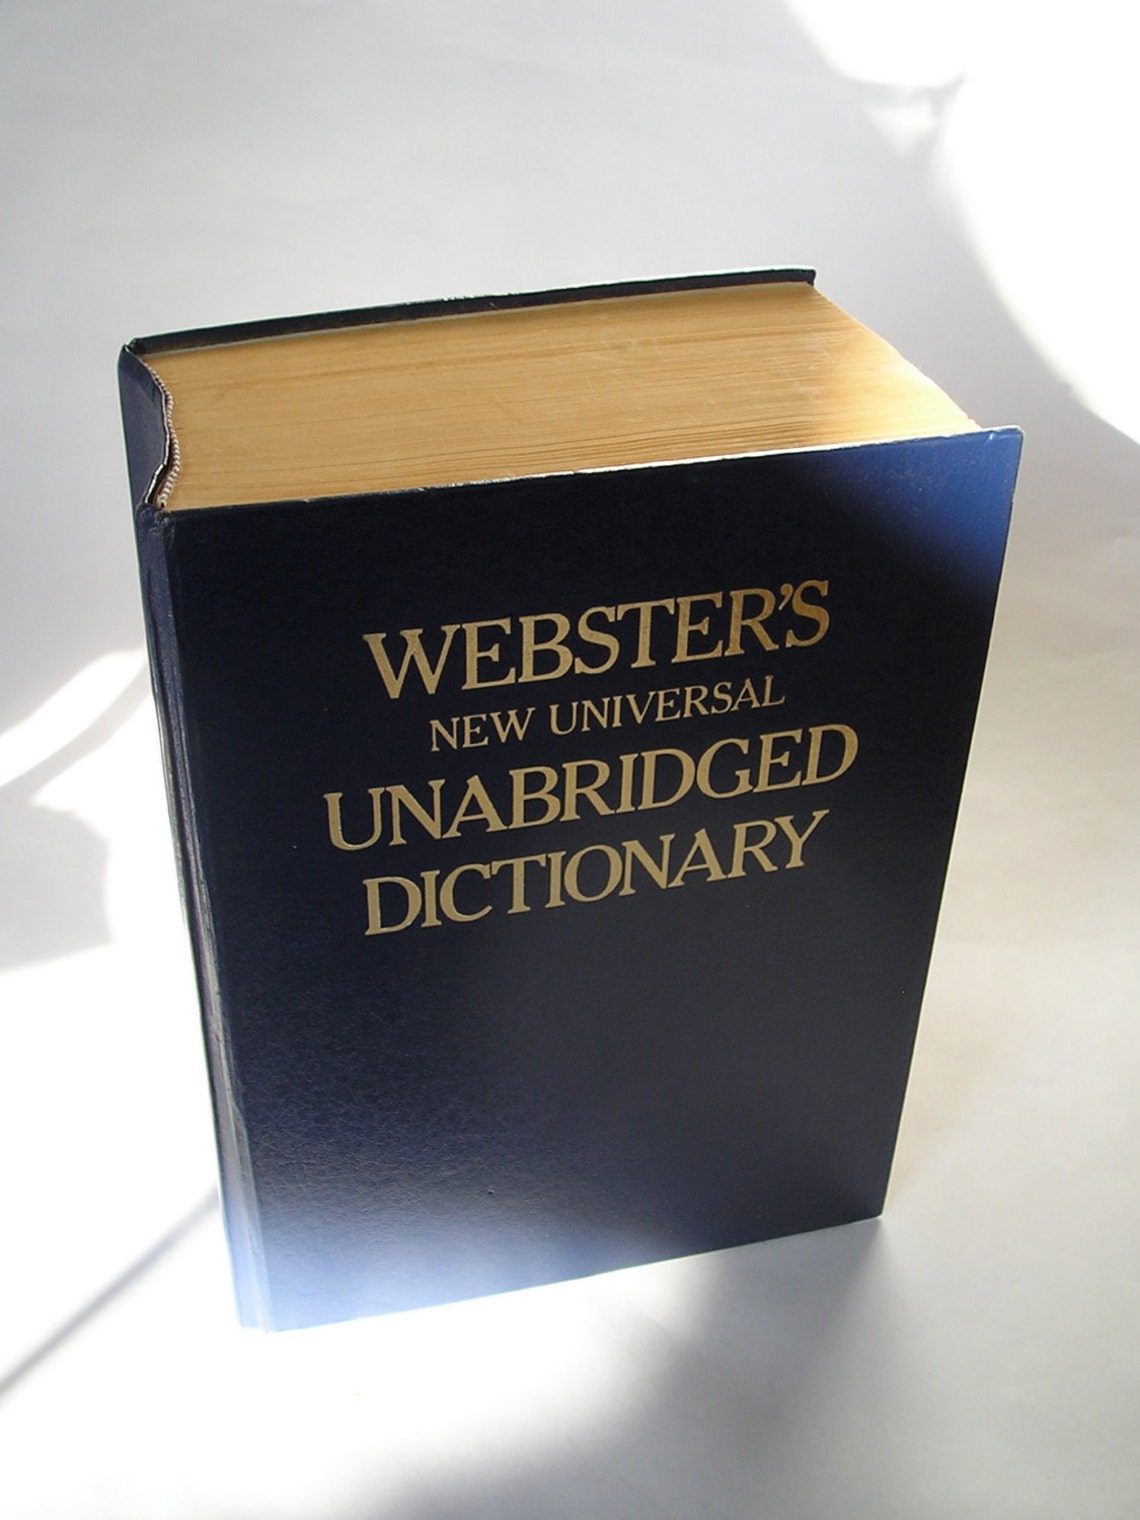 WEBSTER'S
NEW UNIVERSAL
UNABRIDGED
DICTIONARY